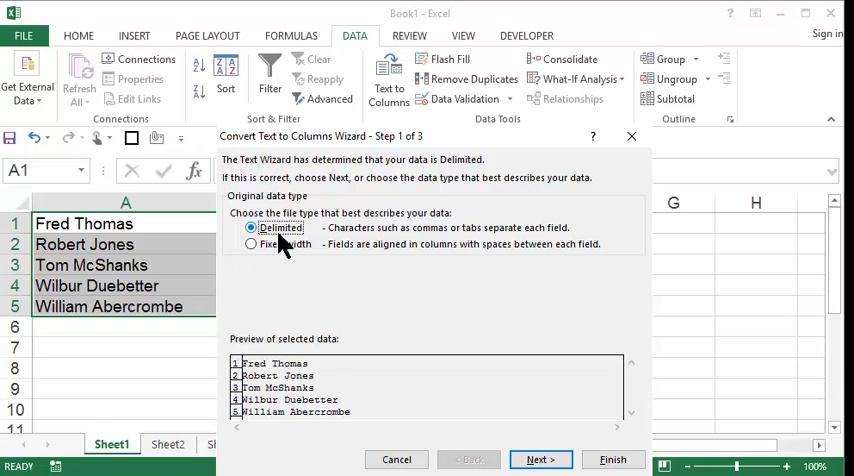 Book1 - Excel
?
Sign in
FILE HOME INSERT PAGE LAYOUT FORMULAS DATA REVIEW VIEW DEVELOPER
Get External
Data
Refresh
All
Connections
Properties
Edit Links
Connections
A
Z
Z
A
Sort
Filter
Clear
Reapply
Advanced
Sort & Filter
Text to
Columns
Flash Fill
Remove Duplicates
Data Validation
Consolidate
What-If Analysis
Relationships
Data Tools
Group
Ungroup
Subtotal
Outline
A1
fx
Convert Text to Columns Wizard - Step 1 of 3
?
The Text Wizard has determined that your data is Delimited.
If this is correct, choose Next, or choose the data type that best describes your data.
Original data type
Choose the file type that best describes your data:
Delimited - Characters such as commas or tabs separate each field.
Fixed width - Fields are aligned in columns with spaces between each field.
Preview of selected data:
1 Fred Thomas
2 Robert Jones
3 Tom McShanks
4 Wilbur Duebetter
5 William Abercrombe
Cancel < Back Next > Finish
A G H
1 Fred Thomas
2 Robert Jones
3 Tom McShanks
4 Wilbur Duebetter
5 William Abercrombe
6
7
8
9
10
11
Sheet1 Sheet2 Sh
READY
100%